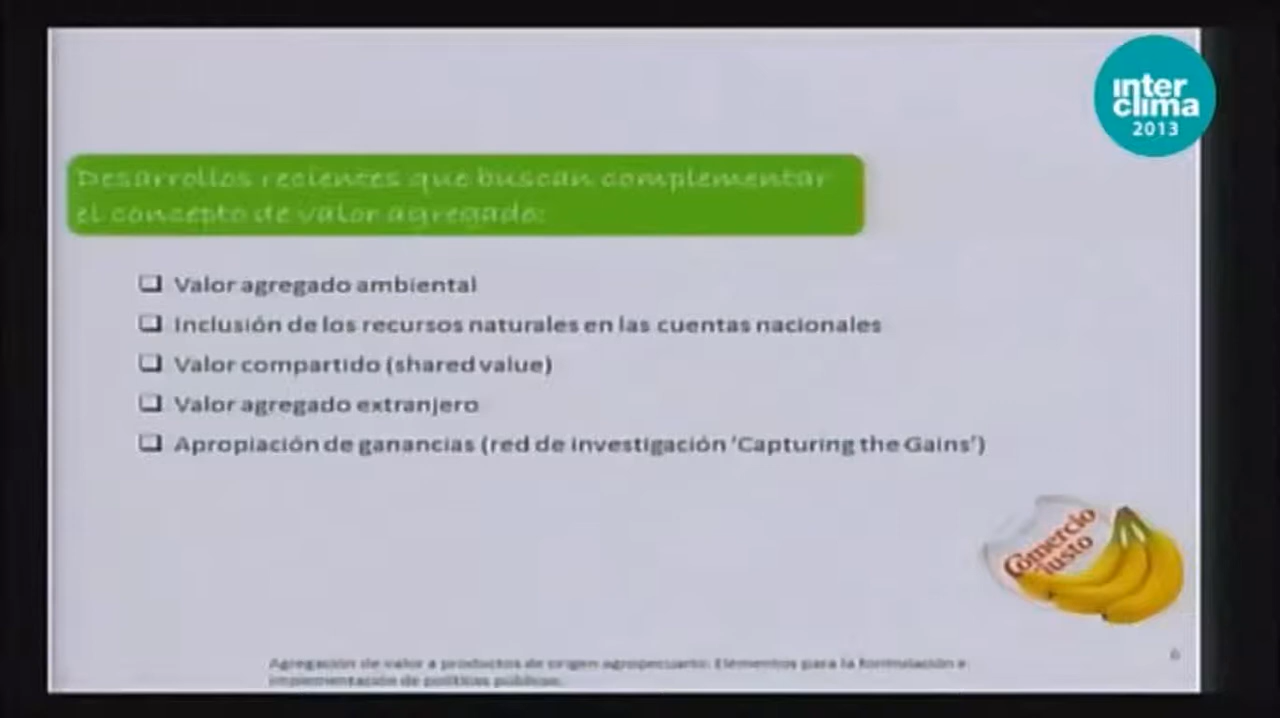 inter
clima
2013
Desarrollos recientes que buscan complementar
el concepto de valor agregado:
❑ Valor agregado ambiental
❑ Inclusión de los recursos naturales en las cuentas nacionales
❑ Valor compartido (shared value)
❑ Valor agregado extranjero
❑ Apropiación de ganancias (red de investigación 'Capturing the Gains')
Comercio
justo
Agregación de valor a productos de origen agropecuario: Elementos para la formulación e
implementación de políticas públicas.
6